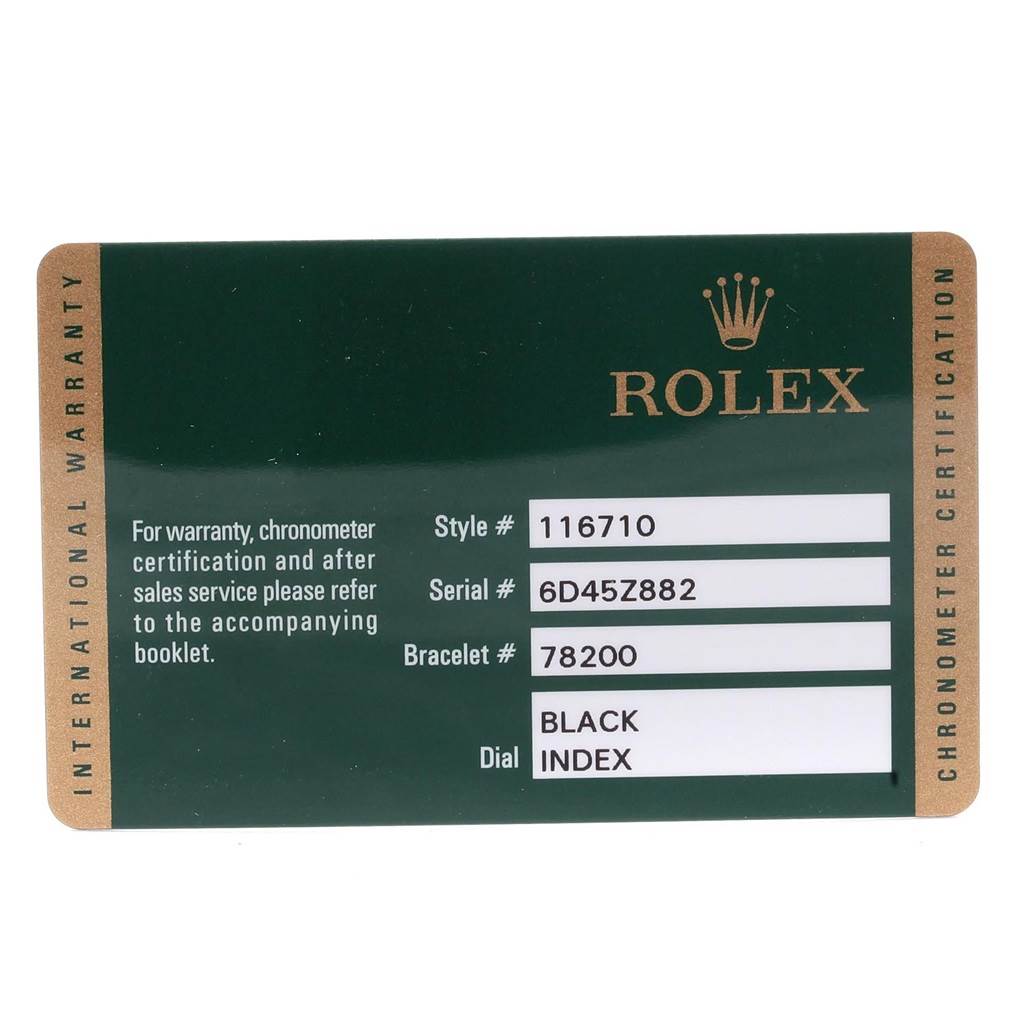 INTERNATIONAL WARRANTY
ROLEX
For warranty, chronometer
certification and after
sales service please refer
to the accompanying
booklet.
Style # 116710
Serial # 6D45Z882
Bracelet # 78200
Dial BLACK
INDEX
CHRONOMETER CERTIFICATION